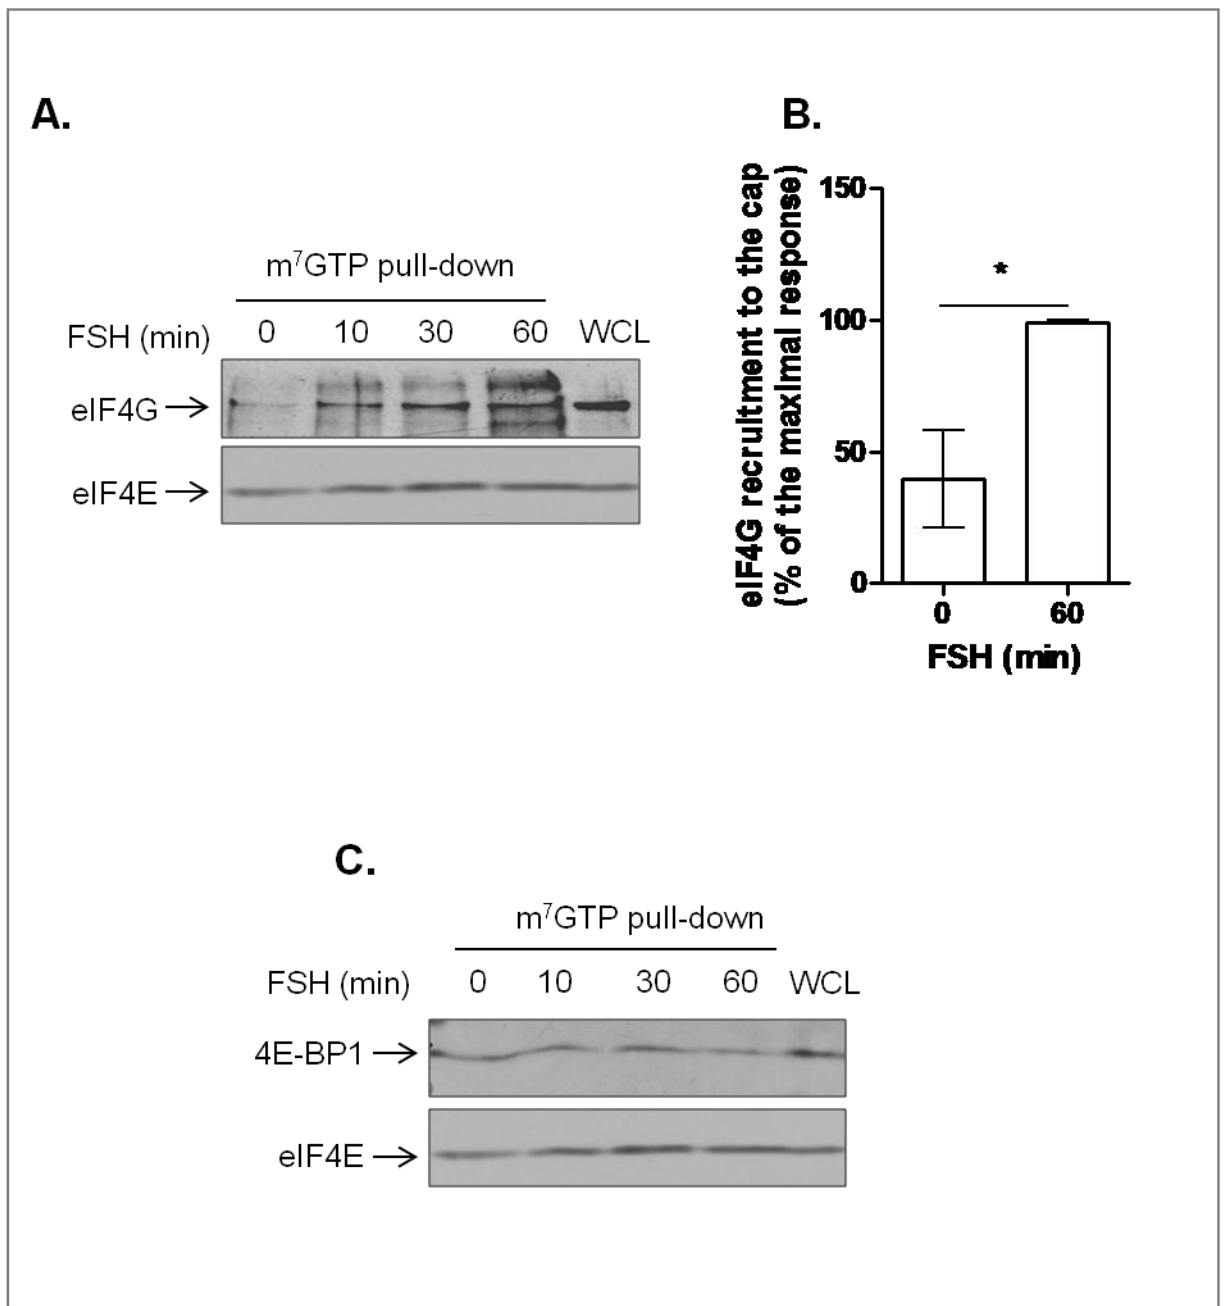 A.
m⁷GTP pull-down
FSH (min) 0 10 30 60 WCL
eIF4G
eIF4E
B.
eIF4G recruitment to the cap
(% of the maximal response)
150
100
50
0
*
0 60
FSH (min)
C.
m⁷GTP pull-down
FSH (min) 0 10 30 60 WCL
4E-BP1
eIF4E